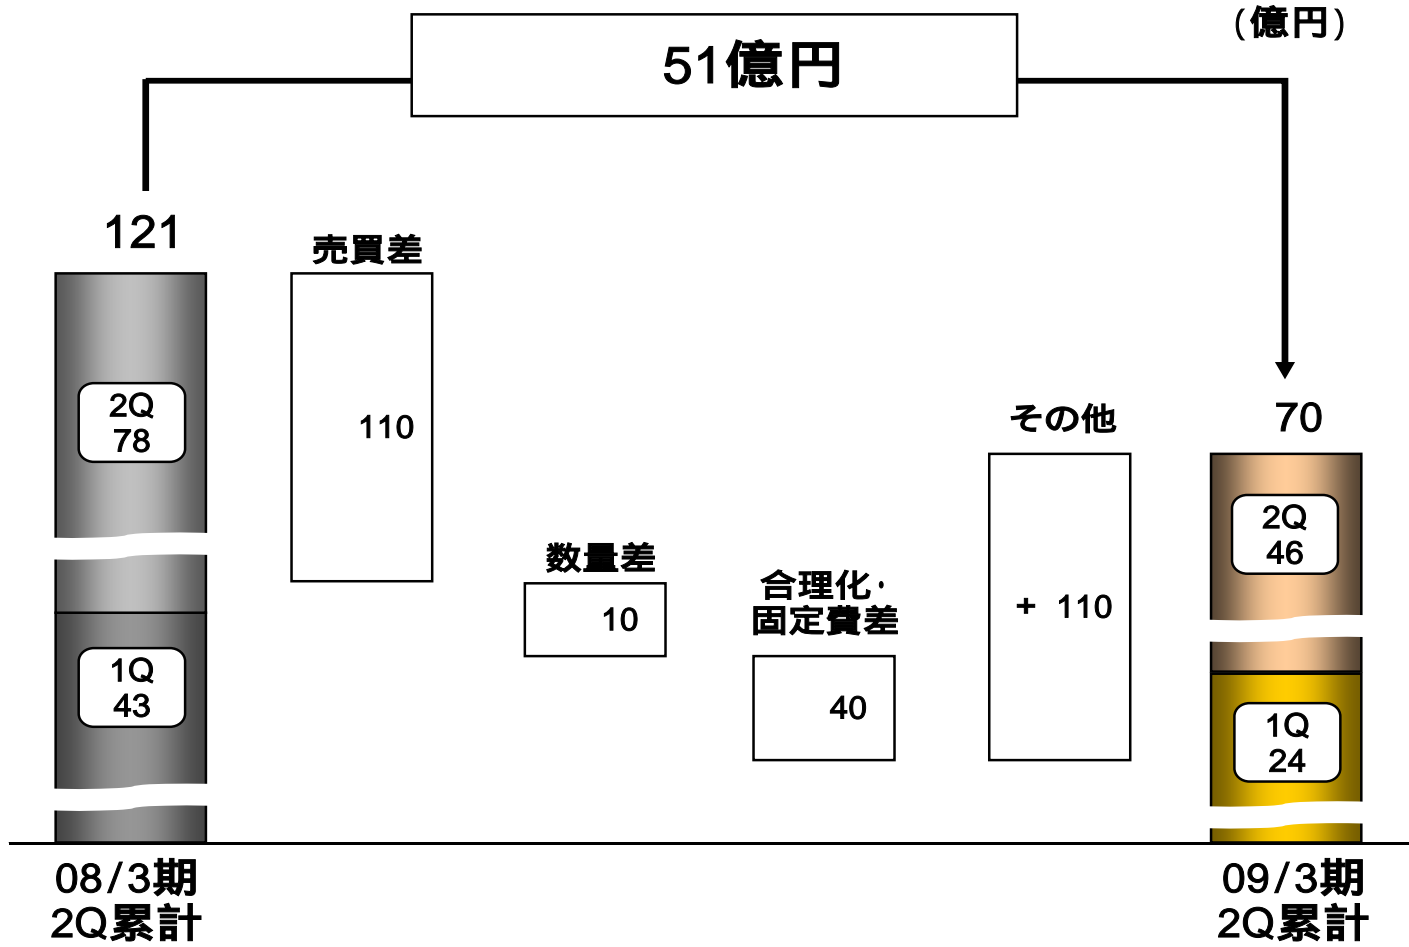 (億円)
51億円
121
売買差
2Q
78
110
その他
70
2Q
46
数量差
10
合理化・
固定費差
+ 110
1Q
43
40
1Q
24
08/3期
2Q累計
09/3期
2Q累計